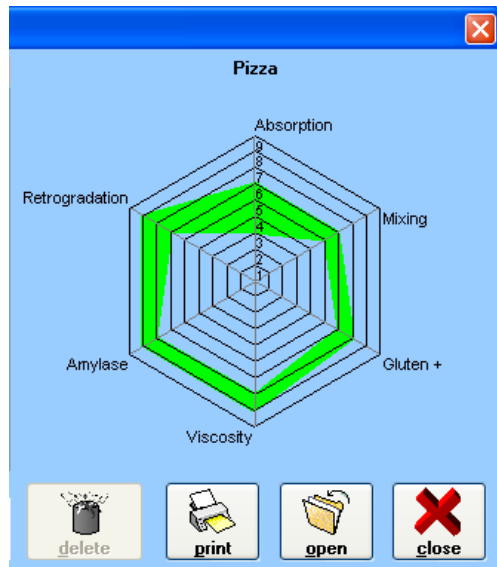 Pizza
Absorption
9
8
7
6
5
4
3
2
1
Retrogradation
Mixing
Amylase
Gluten +
Viscosity
delete
print
open
close